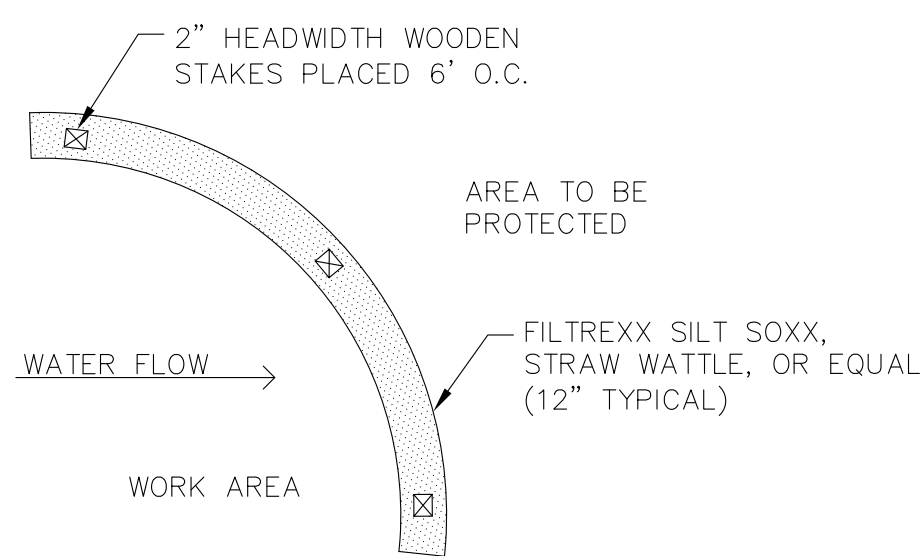 2” HEADWIDTH WOODEN
STAKES PLACED 6’ O.C.
AREA TO BE
PROTECTED
FILTREXX SILT SOXX,
STRAW WATTLE, OR EQUAL
(12” TYPICAL)
WATER FLOW
WORK AREA